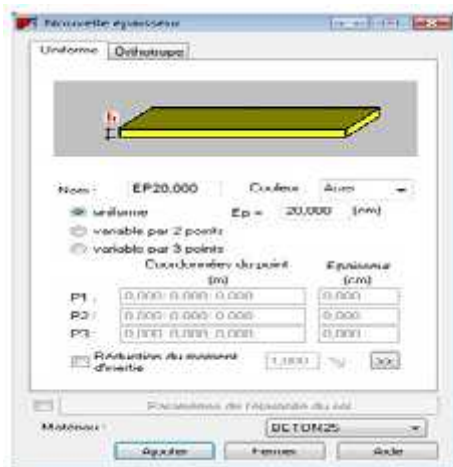 Nouvelle épaisseur
Uniforme Orthotrope
h
Nom : EP20.000 Couleur Auto
uniforme Ep = 20,000 (cm)
variable par 2 points
variable par 3 points
Coordonnées du point Epaisseur
(m) (cm)
P1 : 0,000; 0,000; 0,000 0,000
P2 : 0,000; 0,000; 0,000 0,000
P3 : 0,000; 0,000; 0,000 0,000
Réduction du moment 1,000 >>
d'inertie
Paramètres de l'élasticité du sol
Matériau : BETON25
Ajouter Fermer Aide